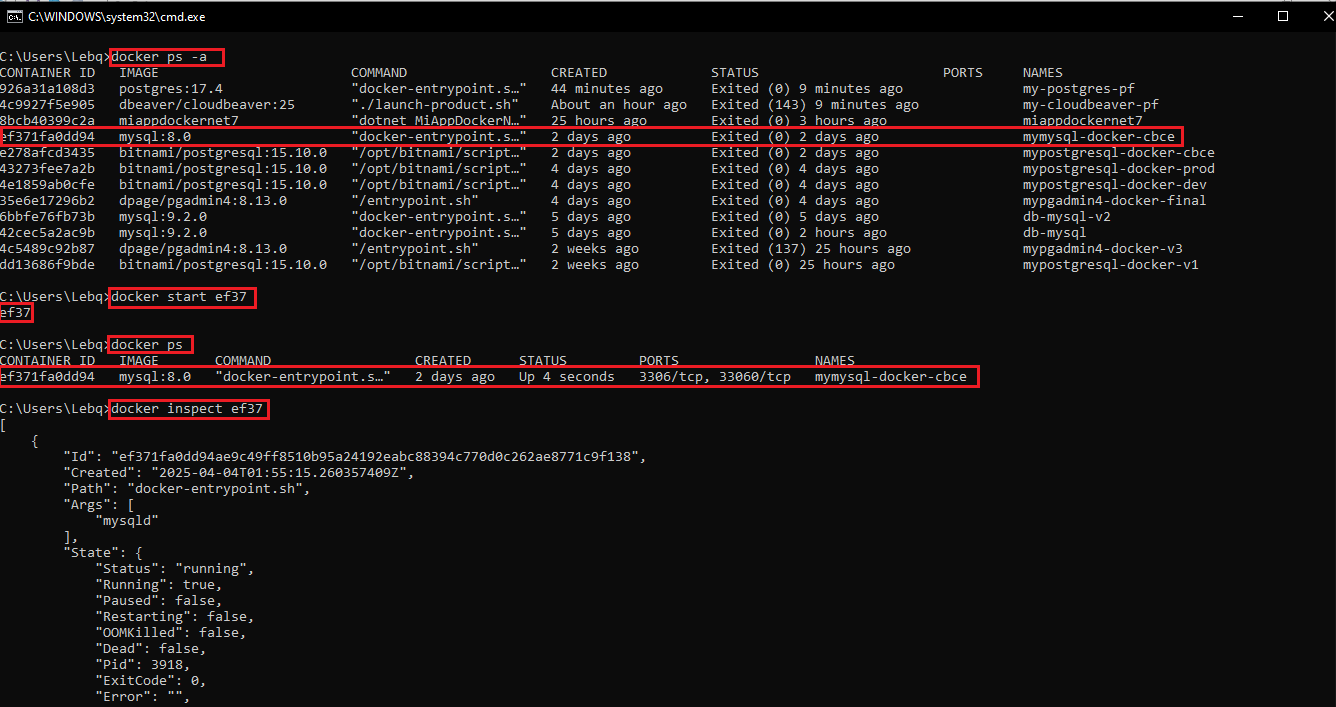 C:\WINDOWS\system32\cmd.exe
C:\Users\Lebq>docker ps -a
CONTAINER ID   IMAGE                        COMMAND                  CREATED             STATUS                       PORTS     NAMES
926a31a108d3   postgres:17.4                "docker-entrypoint.s…"   44 minutes ago      Exited (0) 9 minutes ago               my-postgres-pf
4c9927f5e905   dbeaver/cloudbeaver:25       "./launch-product.sh"    About an hour ago   Exited (143) 9 minutes ago             my-cloudbeaver-pf
8bcb40399c2a   miappdockernet7              "dotnet MiAppDockerN…"   25 hours ago        Exited (0) 3 hours ago                 miappdockernet7
ef371fa0dd94   mysql:8.0                    "docker-entrypoint.s…"   2 days ago          Exited (0) 2 days ago                  mymysql-docker-cbce
e278afcd3435   bitnami/postgresql:15.10.0   "/opt/bitnami/script…"   2 days ago          Exited (0) 2 days ago                  mypostgresql-docker-cbce
43273fee7a2b   bitnami/postgresql:15.10.0   "/opt/bitnami/script…"   4 days ago          Exited (0) 4 days ago                  mypostgresql-docker-prod
4e1859ab0cfe   bitnami/postgresql:15.10.0   "/opt/bitnami/script…"   4 days ago          Exited (0) 4 days ago                  mypostgresql-docker-dev
35e6e17296b2   dpage/pgadmin4:8.13.0        "/entrypoint.sh"         4 days ago          Exited (0) 4 days ago                  mypgadmin4-docker-final
6bbfe76fb73b   mysql:9.2.0                  "docker-entrypoint.s…"   5 days ago          Exited (0) 5 days ago                  db-mysql-v2
42cec5a2ac9b   mysql:9.2.0                  "docker-entrypoint.s…"   5 days ago          Exited (0) 2 hours ago                 db-mysql
4c5489c92b87   dpage/pgadmin4:8.13.0        "/entrypoint.sh"         2 weeks ago         Exited (137) 25 hours ago              mypgadmin4-docker-v3
dd13686f9bde   bitnami/postgresql:15.10.0   "/opt/bitnami/script…"   2 weeks ago         Exited (0) 25 hours ago                mypostgresql-docker-v1
C:\Users\Lebq>docker start ef37
ef37
C:\Users\Lebq>docker ps
CONTAINER ID   IMAGE       COMMAND                  CREATED      STATUS         PORTS                 NAMES
ef371fa0dd94   mysql:8.0   "docker-entrypoint.s…"   2 days ago   Up 4 seconds   3306/tcp, 33060/tcp   mymysql-docker-cbce
C:\Users\Lebq>docker inspect ef37
[
    {
        "Id": "ef371fa0dd94ae9c49ff8510b95a24192eabc88394c770d0c262ae8771c9f138",
        "Created": "2025-04-04T01:55:15.260357409Z",
        "Path": "docker-entrypoint.sh",
        "Args": [
            "mysqld"
        ],
        "State": {
            "Status": "running",
            "Running": true,
            "Paused": false,
            "Restarting": false,
            "OOMKilled": false,
            "Dead": false,
            "Pid": 3918,
            "ExitCode": 0,
            "Error": "",